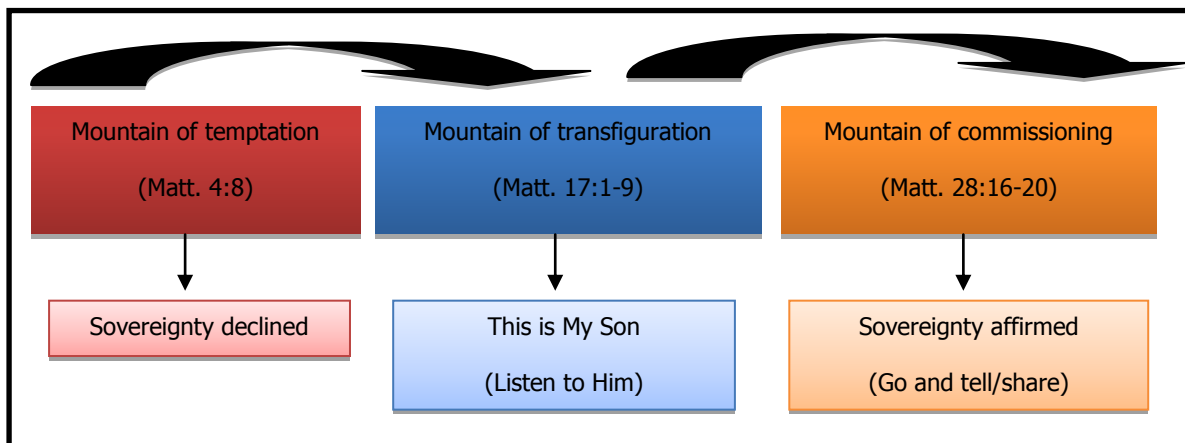 Mountain of temptation
(Matt. 4:8)
Mountain of transfiguration
(Matt. 17:1-9)
Mountain of commissioning
(Matt. 28:16-20)
Sovereignty declined
This is My Son
(Listen to Him)
Sovereignty affirmed
(Go and tell/share)